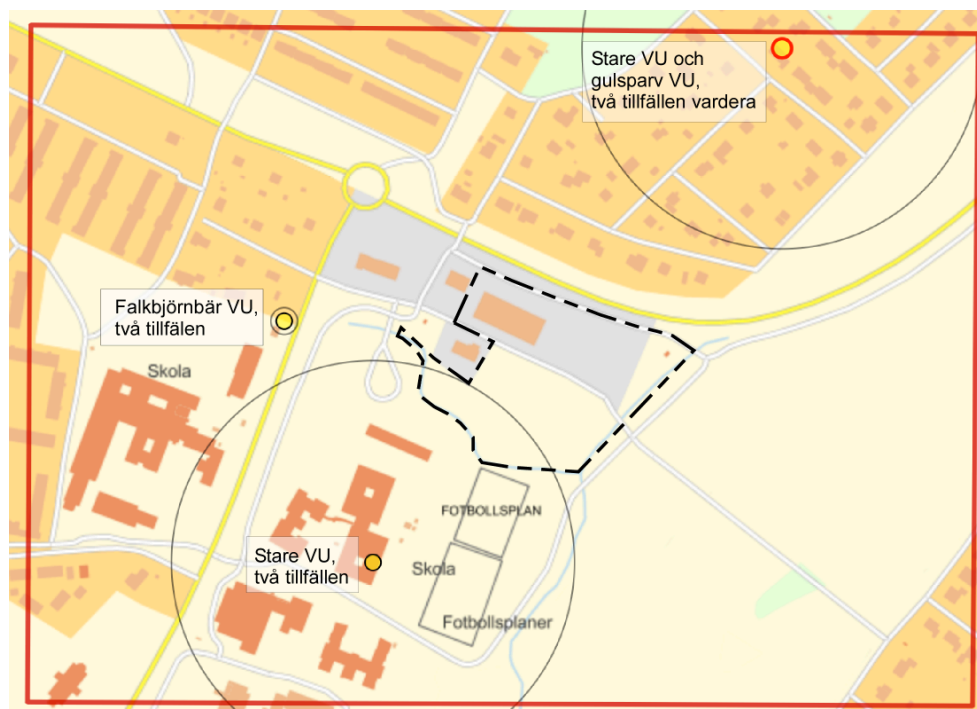 Stare VU och
gulsparv VU,
två tillfällen vardera
Falkbjörnbär VU,
två tillfälen
Skola
FOTBOLLSPLAN
Stare VU,
två tillfällen
Skola
Fotbollsplaner